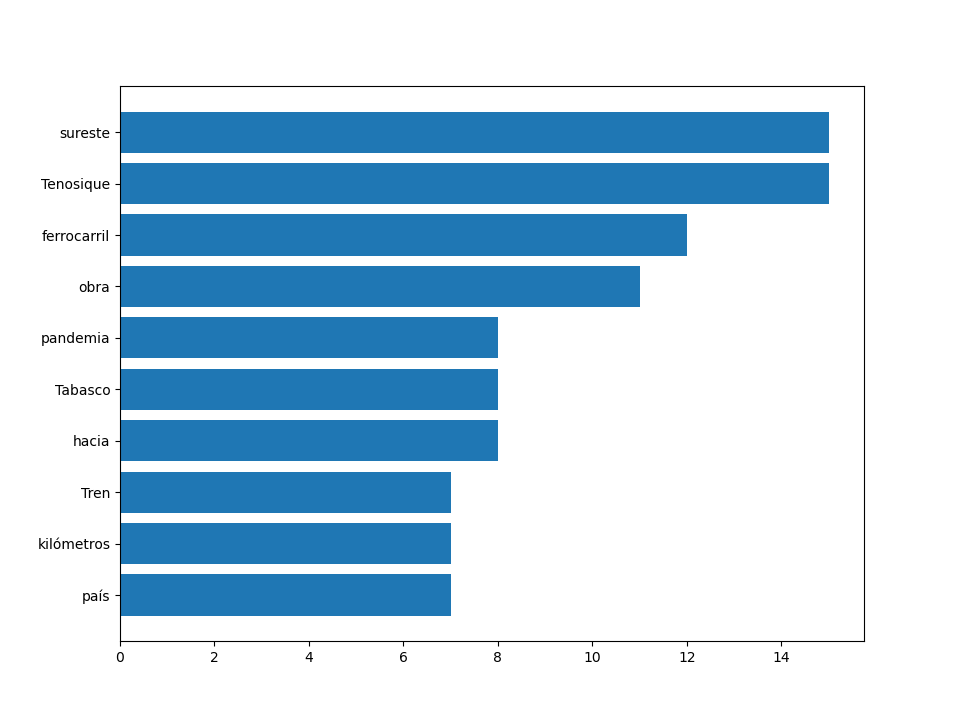 sureste
Tenosique
ferrocarril
obra
pandemia
Tabasco
hacia
Tren
kilómetros
país
0 2 4 6 8 10 12 14